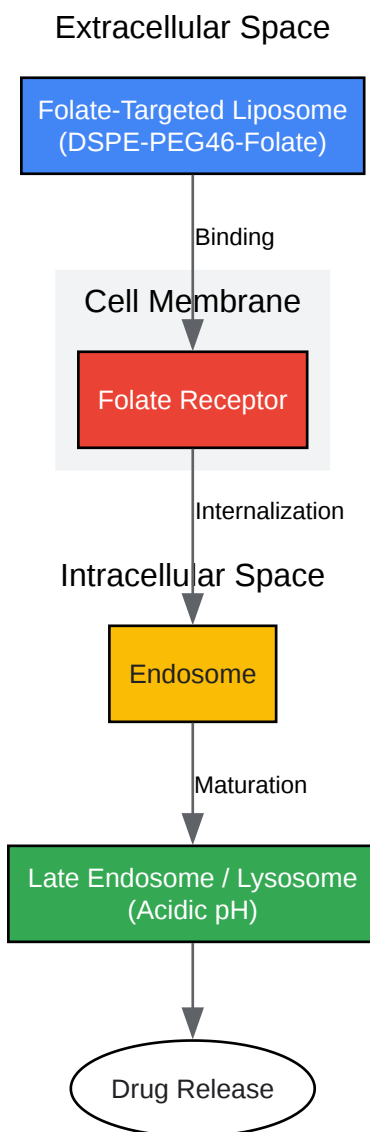 Extracellular Space
Folate-Targeted Liposome
(DSPE-PEG46-Folate)
Binding
Cell Membrane
Folate Receptor
Internalization
Intracellular Space
Endosome
Maturation
Late Endosome / Lysosome
(Acidic pH)
Drug Release